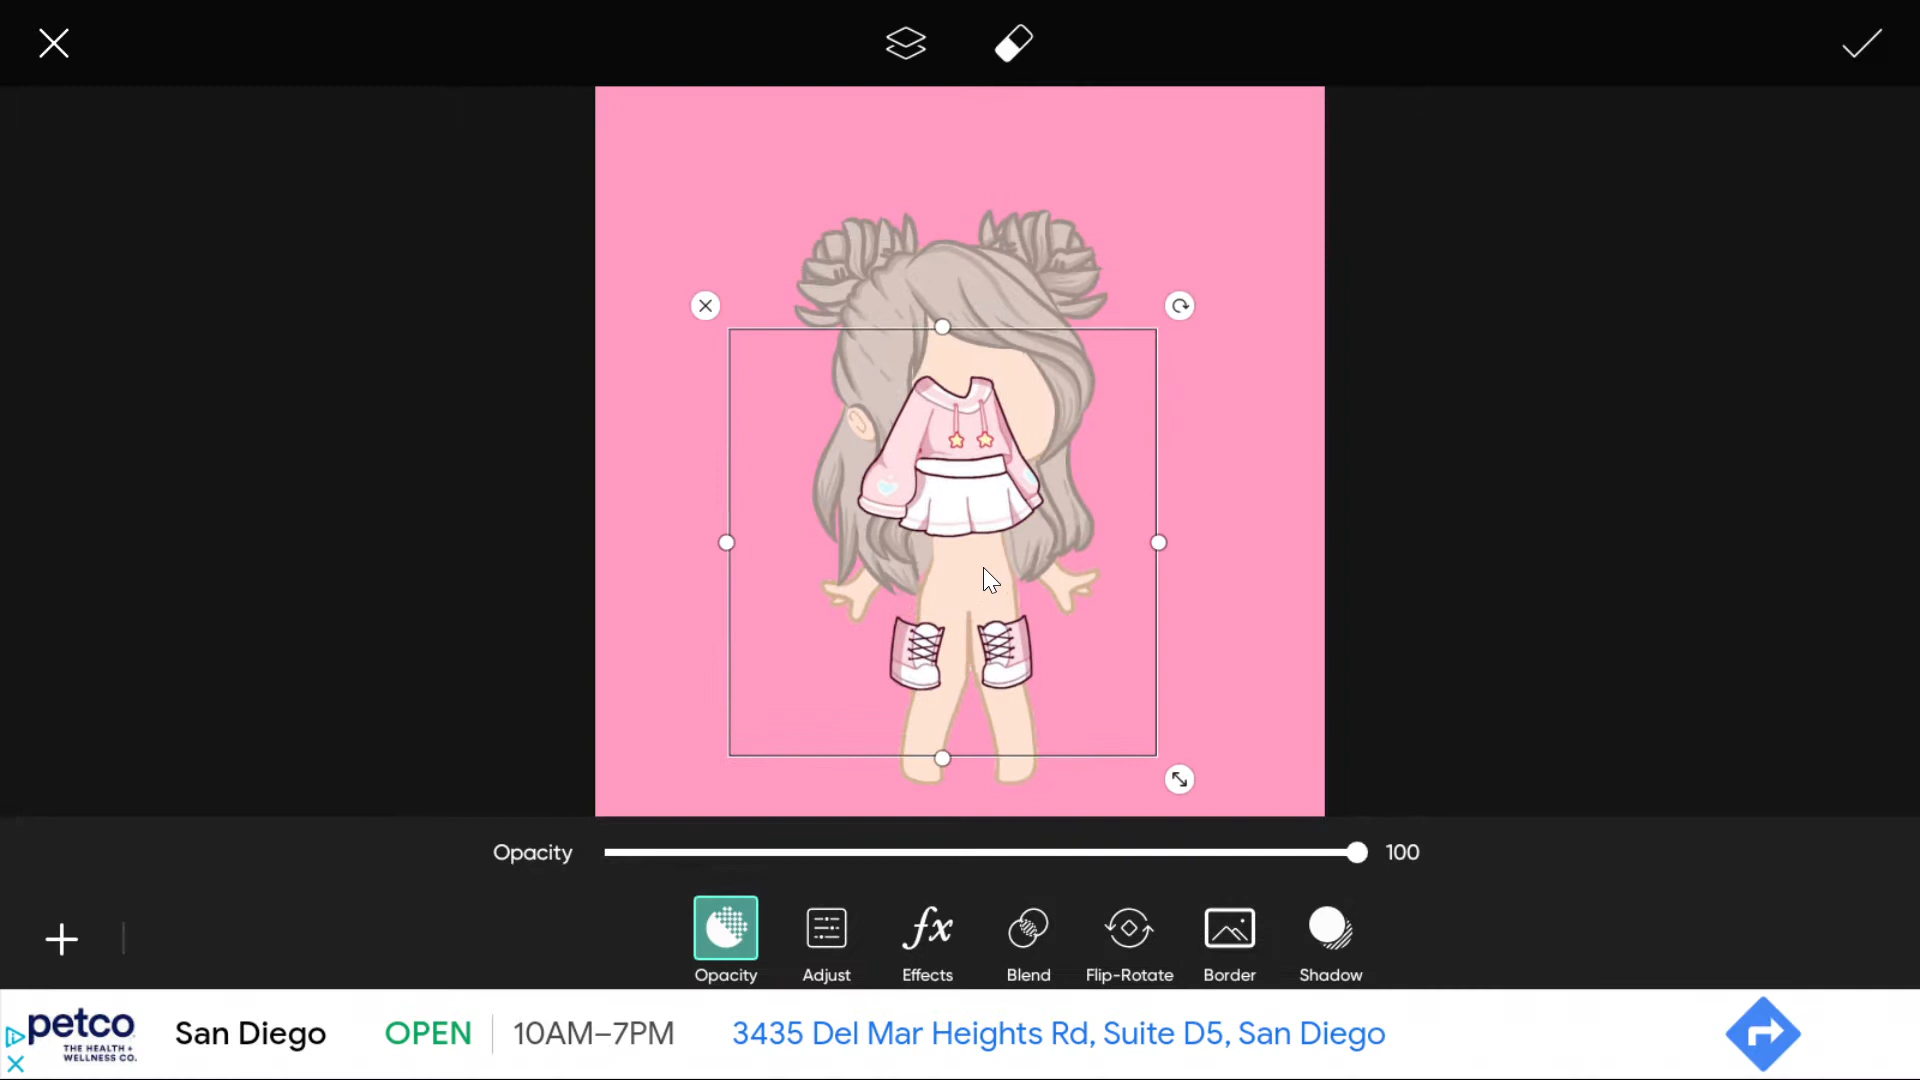 Opacity 100
Opacity Adjust fx Effects Blend Flip-Rotate Border Shadow
petco
THE HEALTH +
WELLNESS CO.
San Diego OPEN 10AM–7PM 3435 Del Mar Heights Rd, Suite D5, San Diego